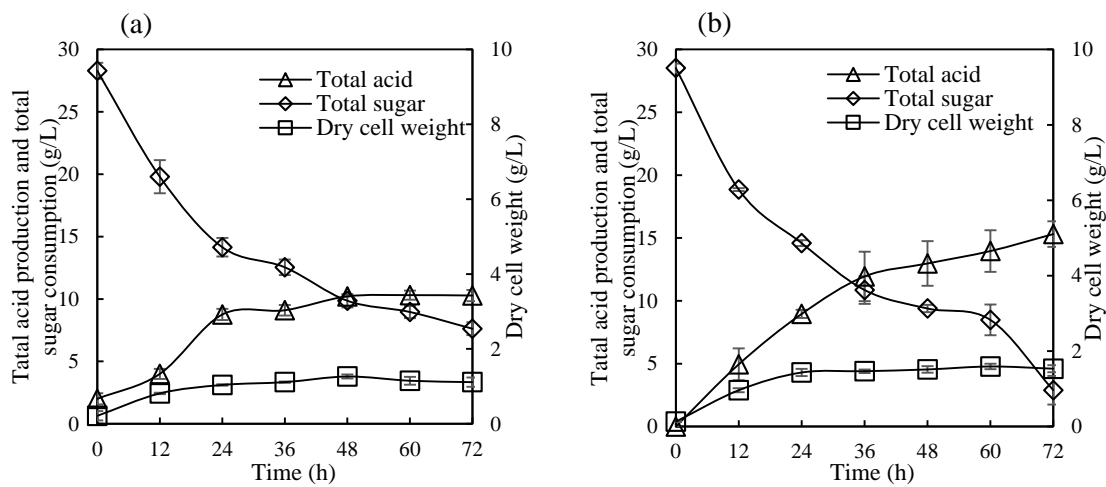 (a)
30
25
20
15
10
5
0
Tatal acid production and total
sugar consumption (g/L)
10
8
6
4
2
0
Dry cell weight (g/L)
Total acid
Total sugar
Dry cell weight
0 12 24 36 48 60 72
Time (h)
(b)
30
25
20
15
10
5
0
Tatal acid production and total
sugar consumption (g/L)
10
8
6
4
2
0
Dry cell weight (g/L)
Total acid
Total sugar
Dry cell weight
0 12 24 36 48 60 72
Time (h)